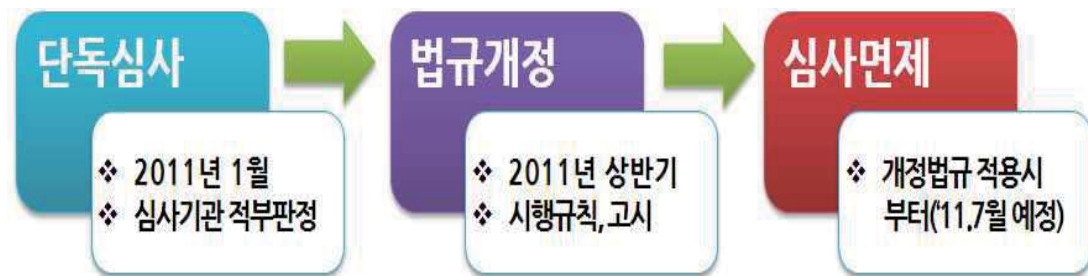 단독심사
❖ 2011년 1월
❖ 심사기관 적부판정
법규개정
❖ 2011년 상반기
❖ 시행규칙, 고시
심사면제
❖ 개정법규 적용시
부터('11.7월 예정)